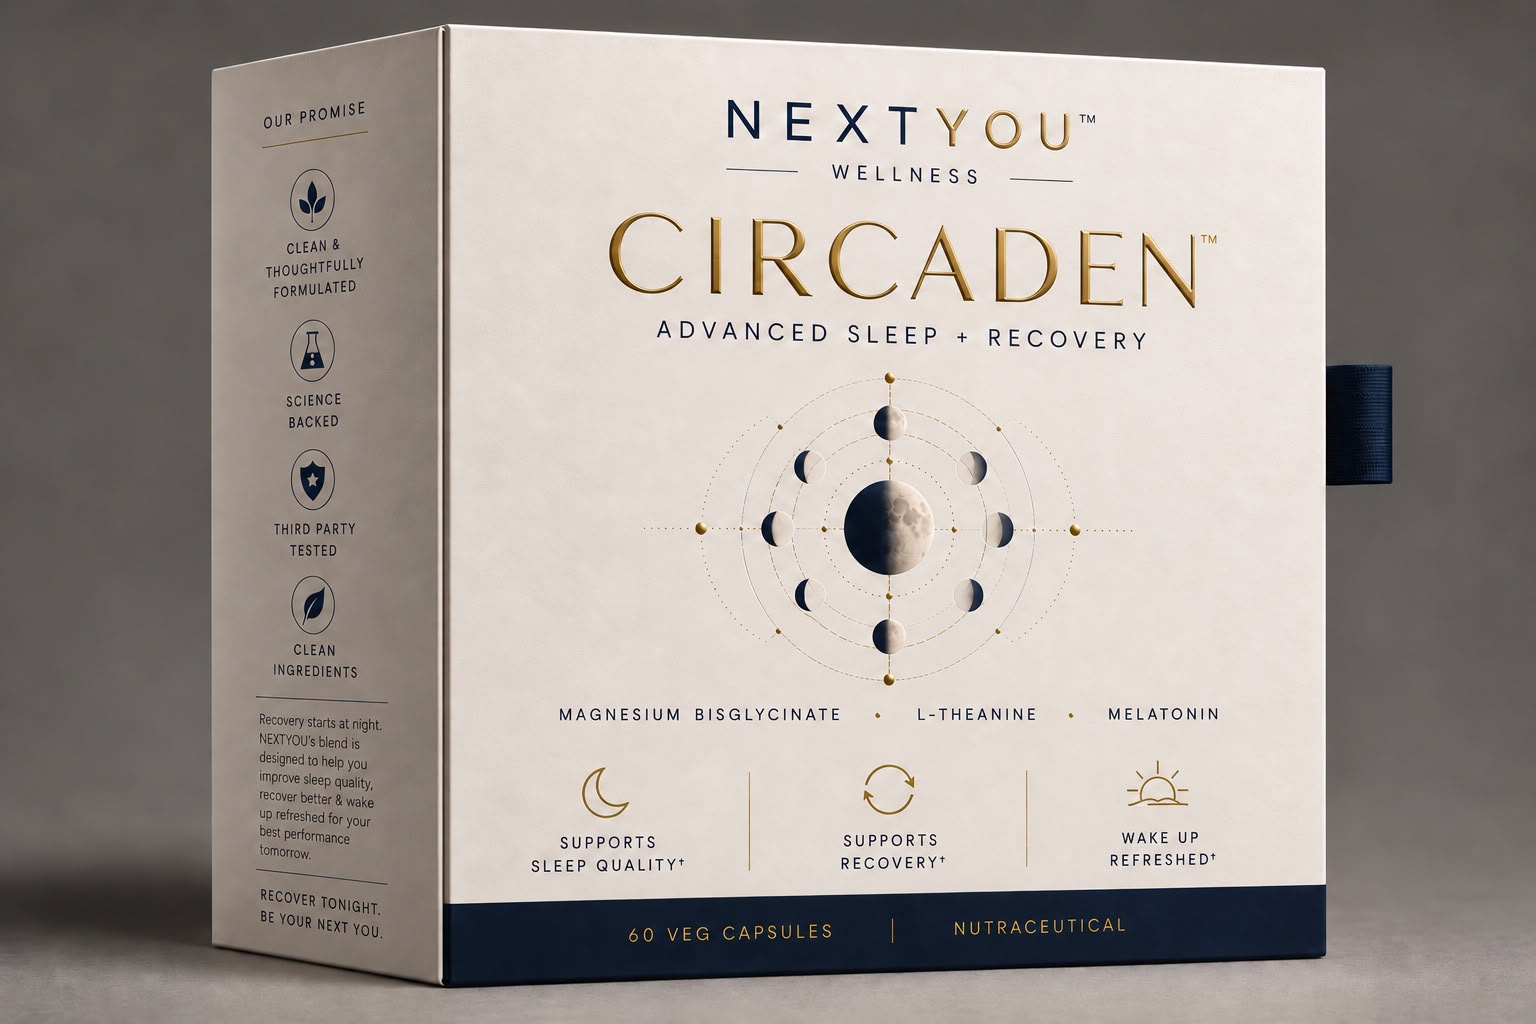 OUR PROMISE
CLEAN &
THOUGHTFULLY
FORMULATED
SCIENCE
BACKED
THIRD PARTY
TESTED
CLEAN
INGREDIENTS
Recovery starts at night.
NEXTYOU's blend is
designed to help you
improve sleep quality,
recover better & wake
up refreshed for your
best performance
tomorrow.
RECOVER TONIGHT.
BE YOUR NEXT YOU.
NEXTYOU™
WELLNESS
CIRCADEN™
ADVANCED SLEEP + RECOVERY
MAGNESIUM BISGLYCINATE • L-THEANINE • MELATONIN
SUPPORTS
SLEEP QUALITY†
SUPPORTS
RECOVERY†
WAKE UP
REFRESHED†
60 VEG CAPSULES | NUTRACEUTICAL